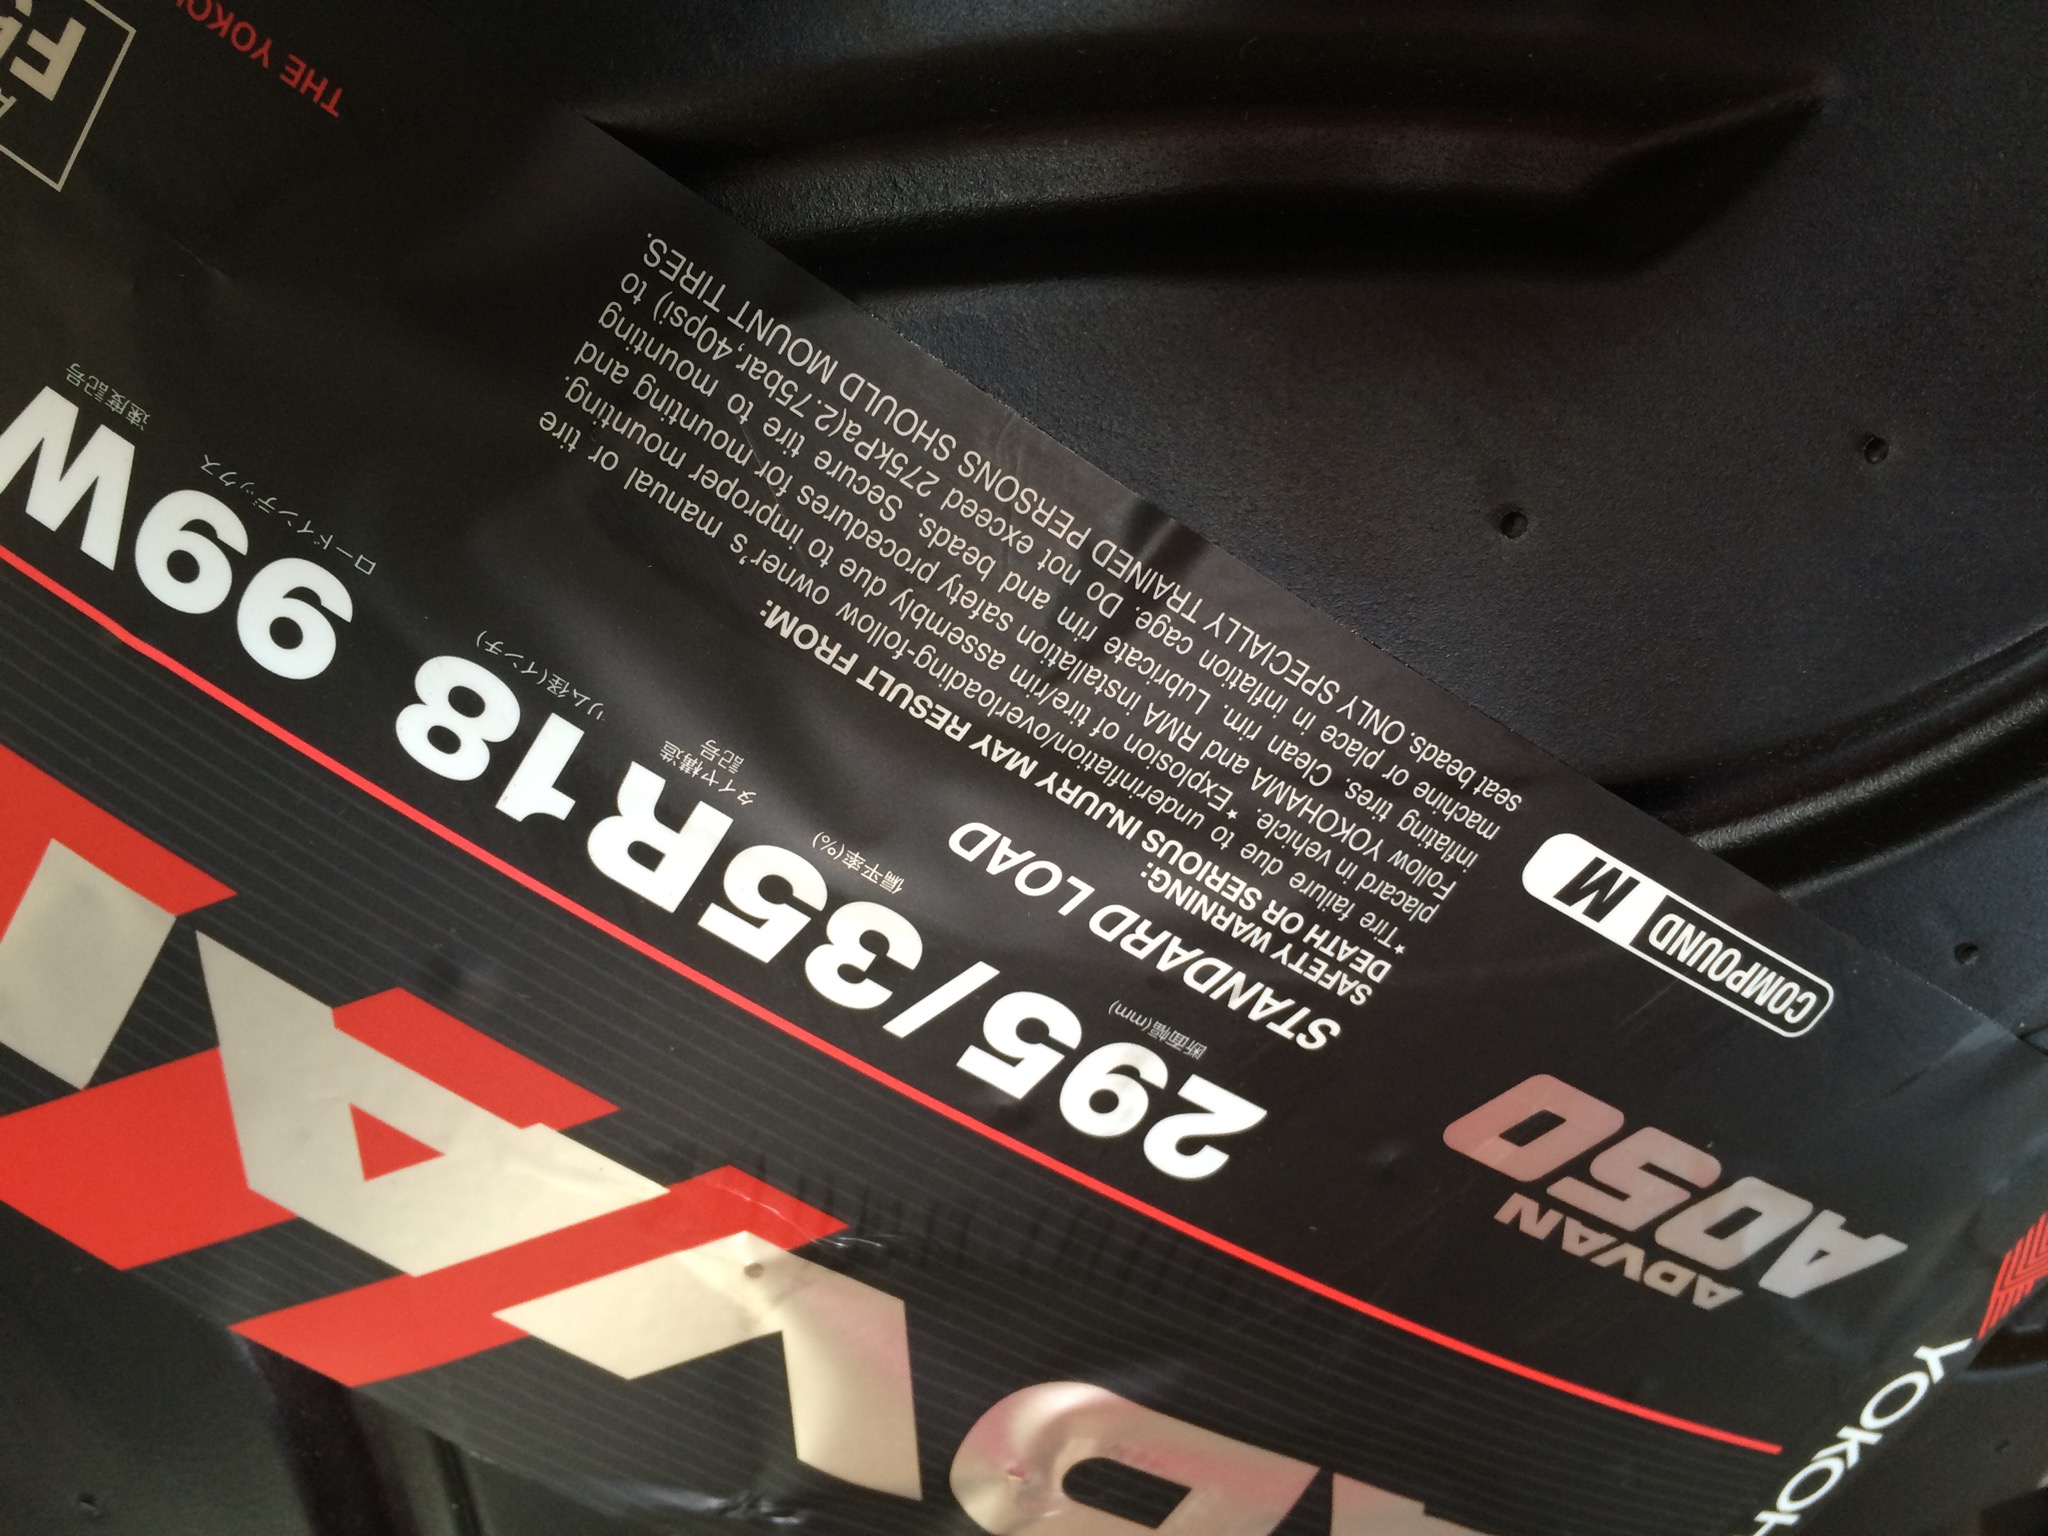 YOKOH
ADVAN
A050
COMPOUND M
ADVAN
295/35R18 99W
断面幅(mm)
偏平率(%)
タイヤ構造
記号
リム径(インチ)
ロードインデックス
速度記号
STANDARD LOAD
SAFETY WARNING:
DEATH OR SERIOUS INJURY MAY RESULT FROM:
*Tire failure due to underinflation/overloading-follow owner's manual or tire
placard in vehicle. *Explosion of tire/rim assembly due to improper mounting.
Follow YOKOHAMA and RMA installation safety procedures for mounting and
inflating tires. Clean rim. Lubricate rim and beads. Secure tire to mounting
machine or place in inflation cage. Do not exceed 275kPa(2.75bar,40psi) to
seat beads. ONLY SPECIALLY TRAINED PERSONS SHOULD MOUNT TIRES.
THE YOKO